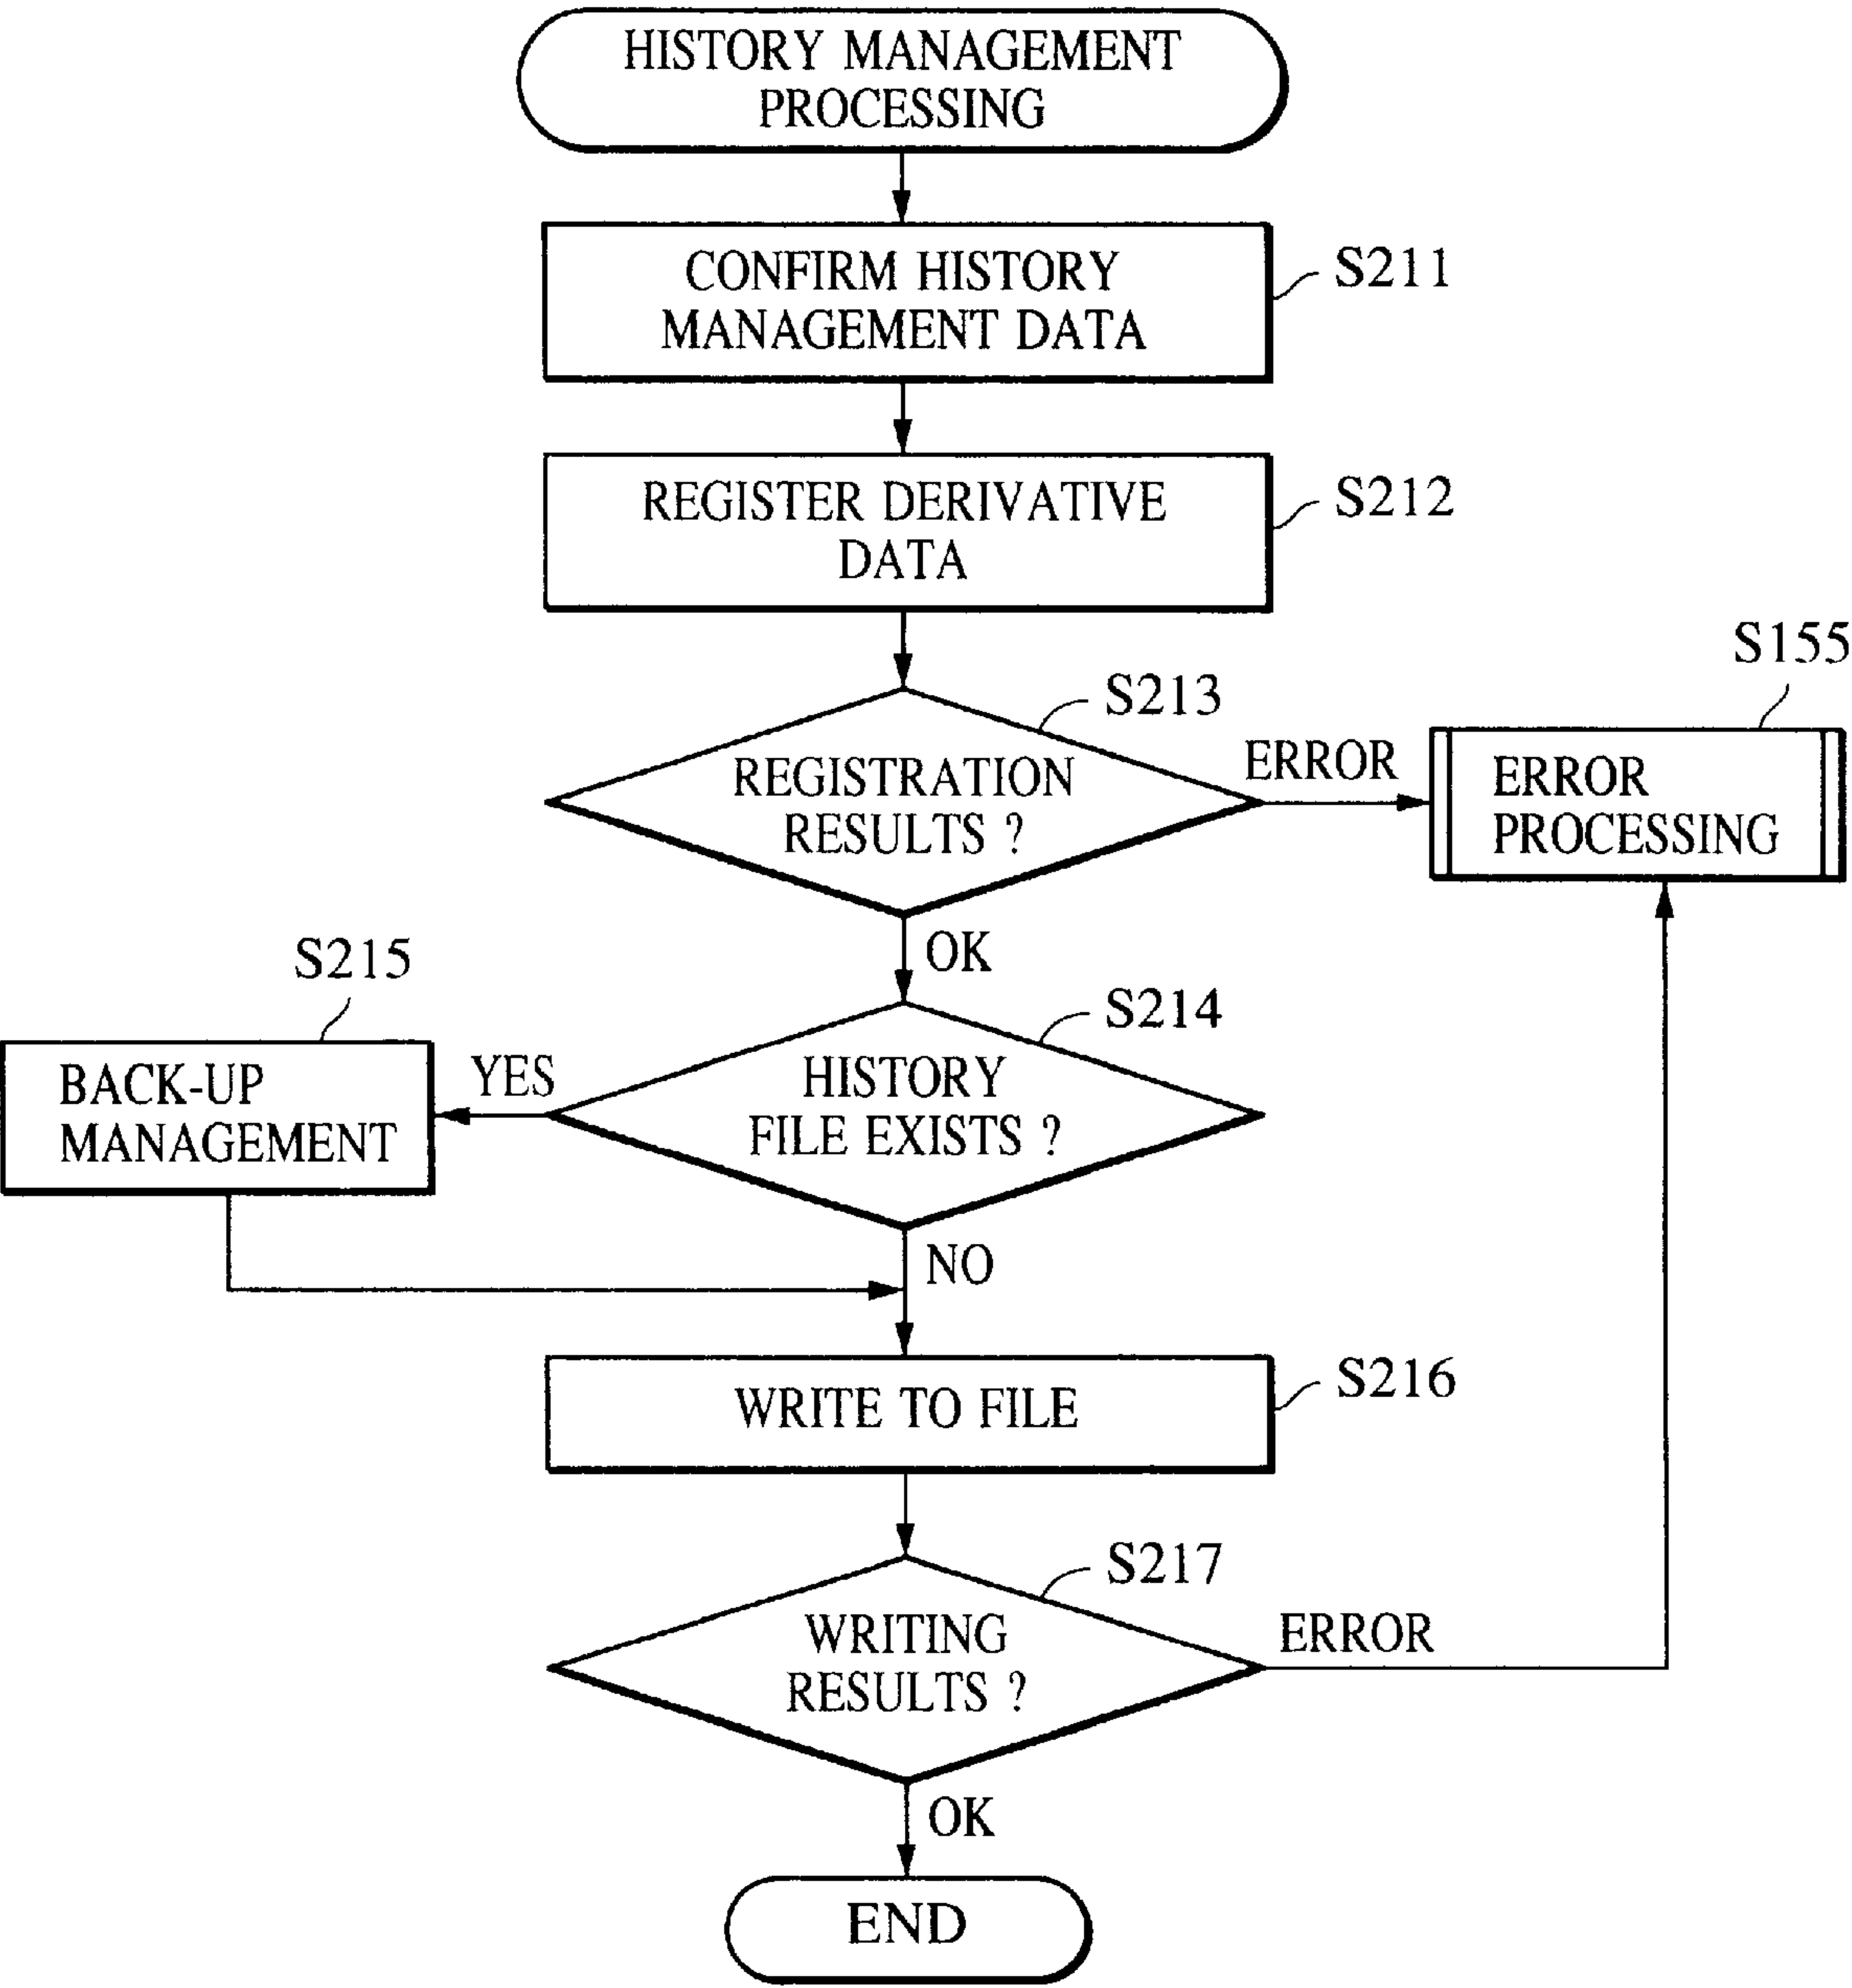 HISTORY MANAGEMENT
PROCESSING
CONFIRM HISTORY
MANAGEMENT DATA
S211
REGISTER DERIVATIVE
DATA
S212
S213
REGISTRATION
RESULTS ?
ERROR
S155
ERROR
PROCESSING
OK
S214
HISTORY
FILE EXISTS ?
YES
S215
BACK-UP
MANAGEMENT
NO
WRITE TO FILE
S216
S217
WRITING
RESULTS ?
ERROR
OK
END